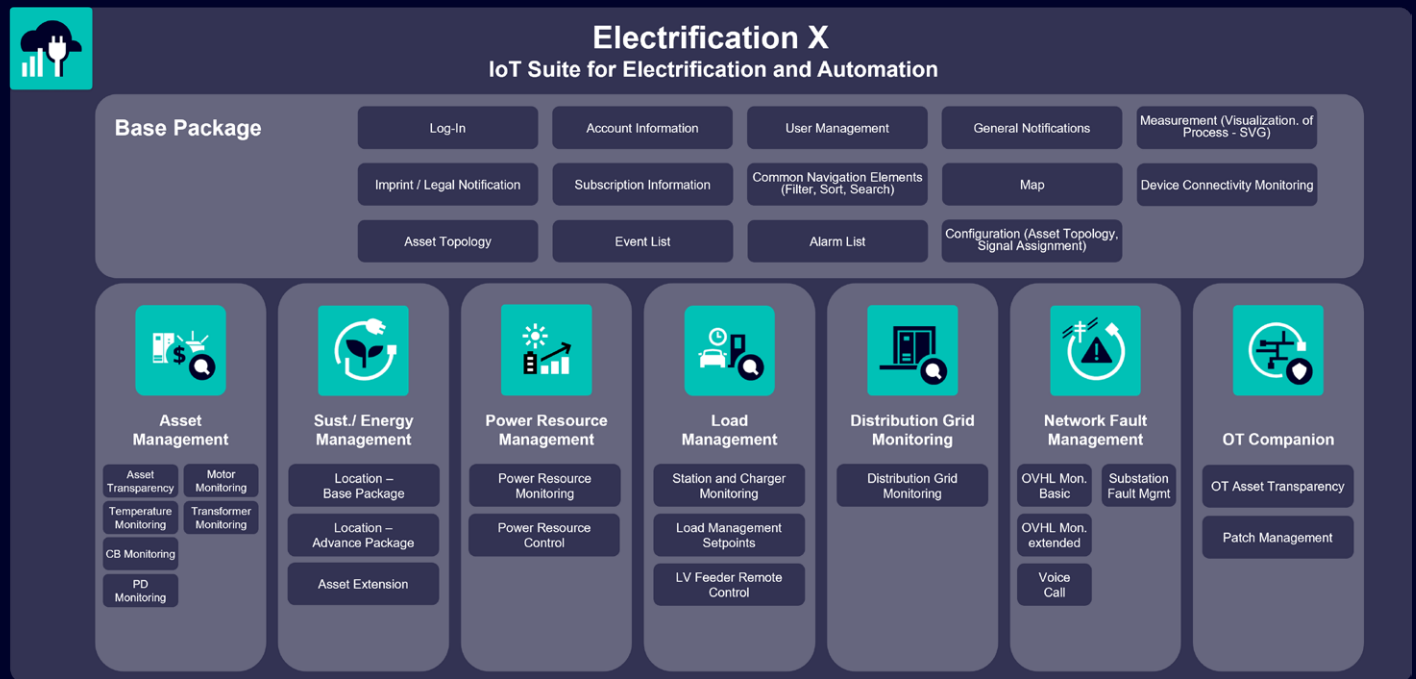 Electrification X
IoT Suite for Electrification and Automation
Base Package
Log-In
Account Information
User Management
General Notifications
Measurement (Visualization. of
Process - SVG)
Imprint / Legal Notification
Subscription Information
Common Navigation Elements
(Filter, Sort, Search)
Map
Device Connectivity Monitoring
Asset Topology
Event List
Alarm List
Configuration (Asset Topology,
Signal Assignment)
$
Asset
Management
Asset
Transparency
Motor
Monitoring
Temperature
Monitoring
Transformer
Monitoring
CB Monitoring
PD
Monitoring
Sust./ Energy
Management
Location –
Base Package
Location –
Advance Package
Asset Extension
Power Resource
Management
Power Resource
Monitoring
Power Resource
Control
Load
Management
Station and Charger
Monitoring
Load Management
Setpoints
LV Feeder Remote
Control
Distribution Grid
Monitoring
Distribution Grid
Monitoring
Network Fault
Management
OVHL Mon.
Basic
Substation
Fault Mgmt
OVHL Mon.
extended
Voice
Call
OT Companion
OT Asset Transparency
Patch Management